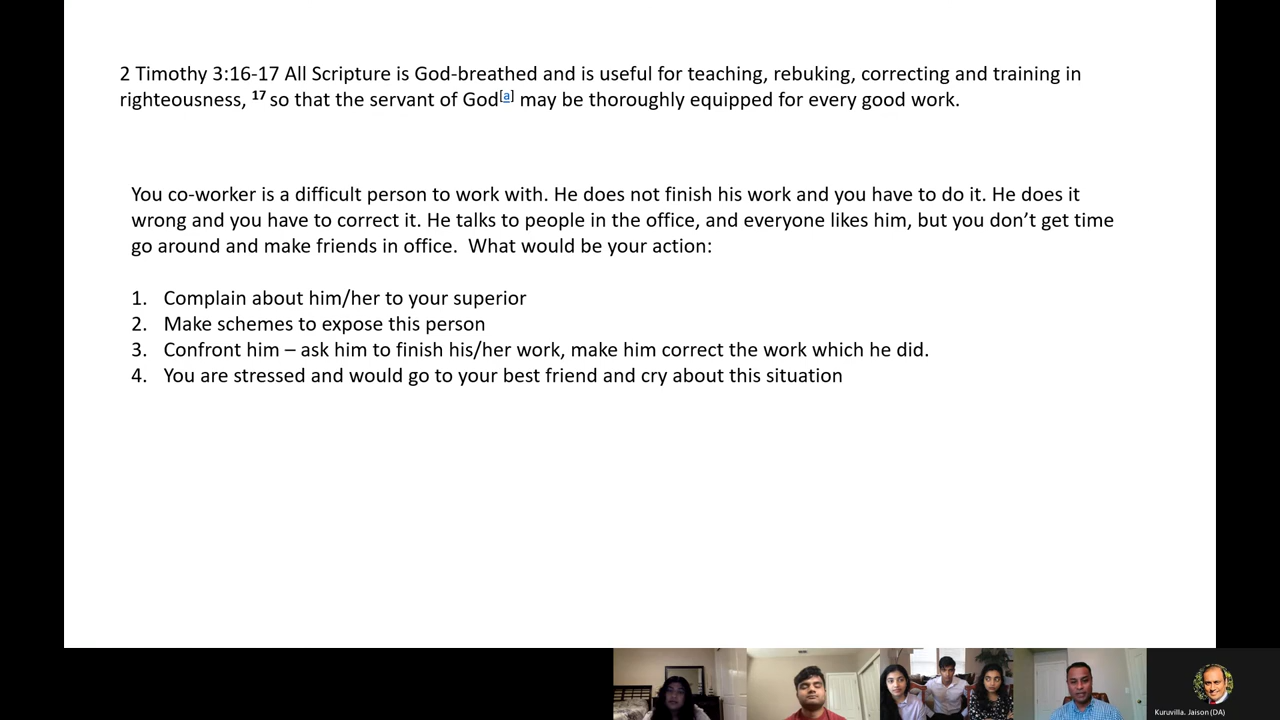 2 Timothy 3:16-17 All Scripture is God-breathed and is useful for teaching, rebuking, correcting and training in
righteousness, 17 so that the servant of God[a] may be thoroughly equipped for every good work.
You co-worker is a difficult person to work with. He does not finish his work and you have to do it. He does it
wrong and you have to correct it. He talks to people in the office, and everyone likes him, but you don’t get time
go around and make friends in office.  What would be your action:
1. Complain about him/her to your superior
2. Make schemes to expose this person
3. Confront him – ask him to finish his/her work, make him correct the work which he did.
4. You are stressed and would go to your best friend and cry about this situation
Kuruvilla. Jaison (DA)